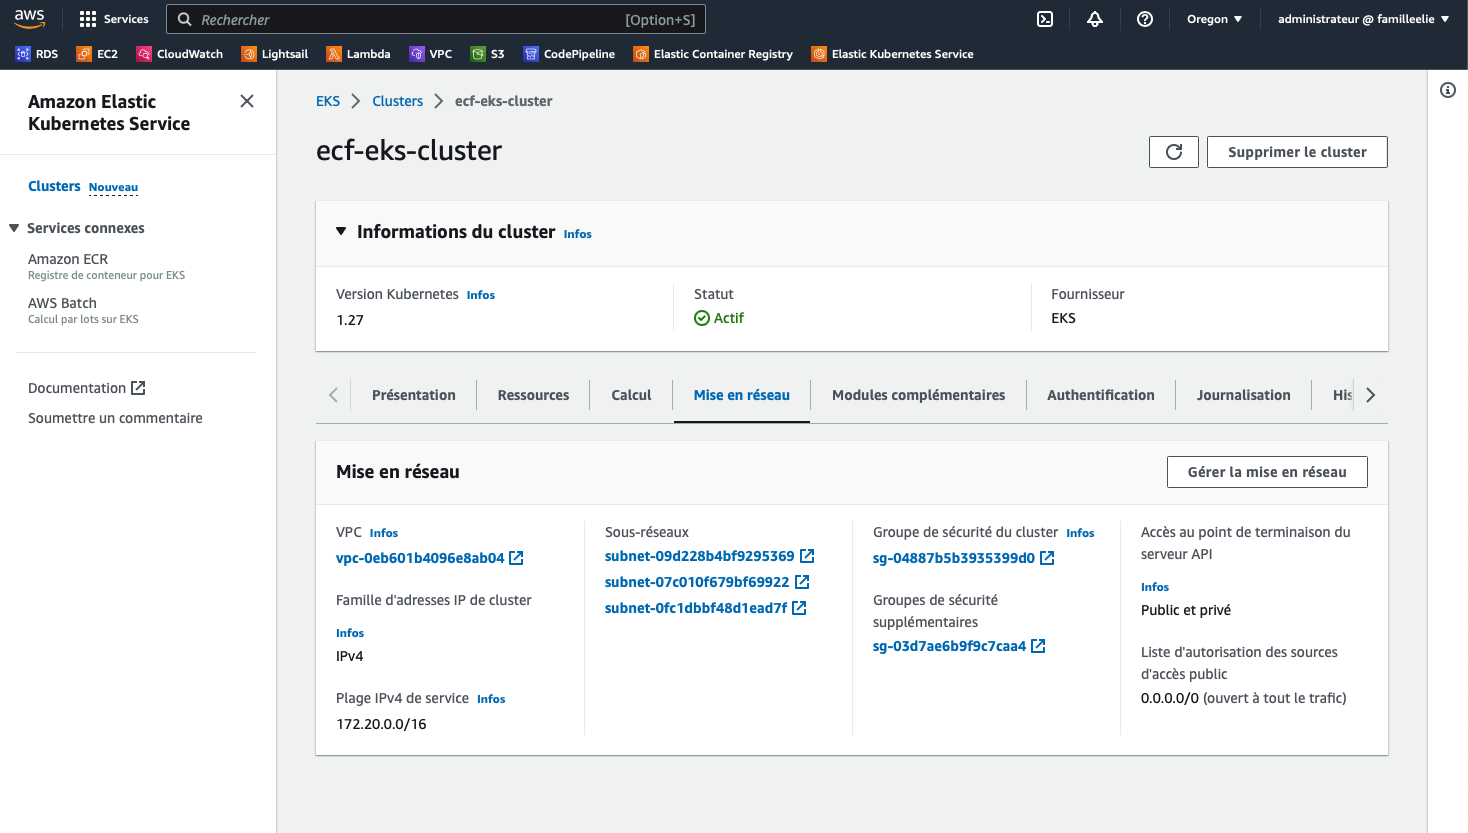 aws
Services
Rechercher
[Option+S]
Oregon
administrateur @ familleelie
RDS
EC2
CloudWatch
Lightsail
Lambda
VPC
S3
CodePipeline
Elastic Container Registry
Elastic Kubernetes Service
Amazon Elastic
Kubernetes Service
Clusters Nouveau
Services connexes
Amazon ECR
Registre de conteneur pour EKS
AWS Batch
Calcul par lots sur EKS
Documentation
Soumettre un commentaire
EKS
Clusters
ecf-eks-cluster
ecf-eks-cluster
Supprimer le cluster
Informations du cluster Infos
Version Kubernetes Infos
1.27
Statut
Actif
Fournisseur
EKS
Présentation
Ressources
Calcul
Mise en réseau
Modules complémentaires
Authentification
Journalisation
His
Mise en réseau
Gérer la mise en réseau
VPC Infos
vpc-0eb601b4096e8ab04
Famille d'adresses IP de cluster
Infos
IPv4
Plage IPv4 de service Infos
172.20.0.0/16
Sous-réseaux
subnet-09d228b4bf9295369
subnet-07c010f679bf69922
subnet-0fc1dbbf48d1ead7f
Groupe de sécurité du cluster Infos
sg-04887b5b3935399d0
Groupes de sécurité
supplémentaires
sg-03d7ae6b9f9c7caa4
Accès au point de terminaison du
serveur API
Infos
Public et privé
Liste d'autorisation des sources
d'accès public
0.0.0.0/0 (ouvert à tout le trafic)